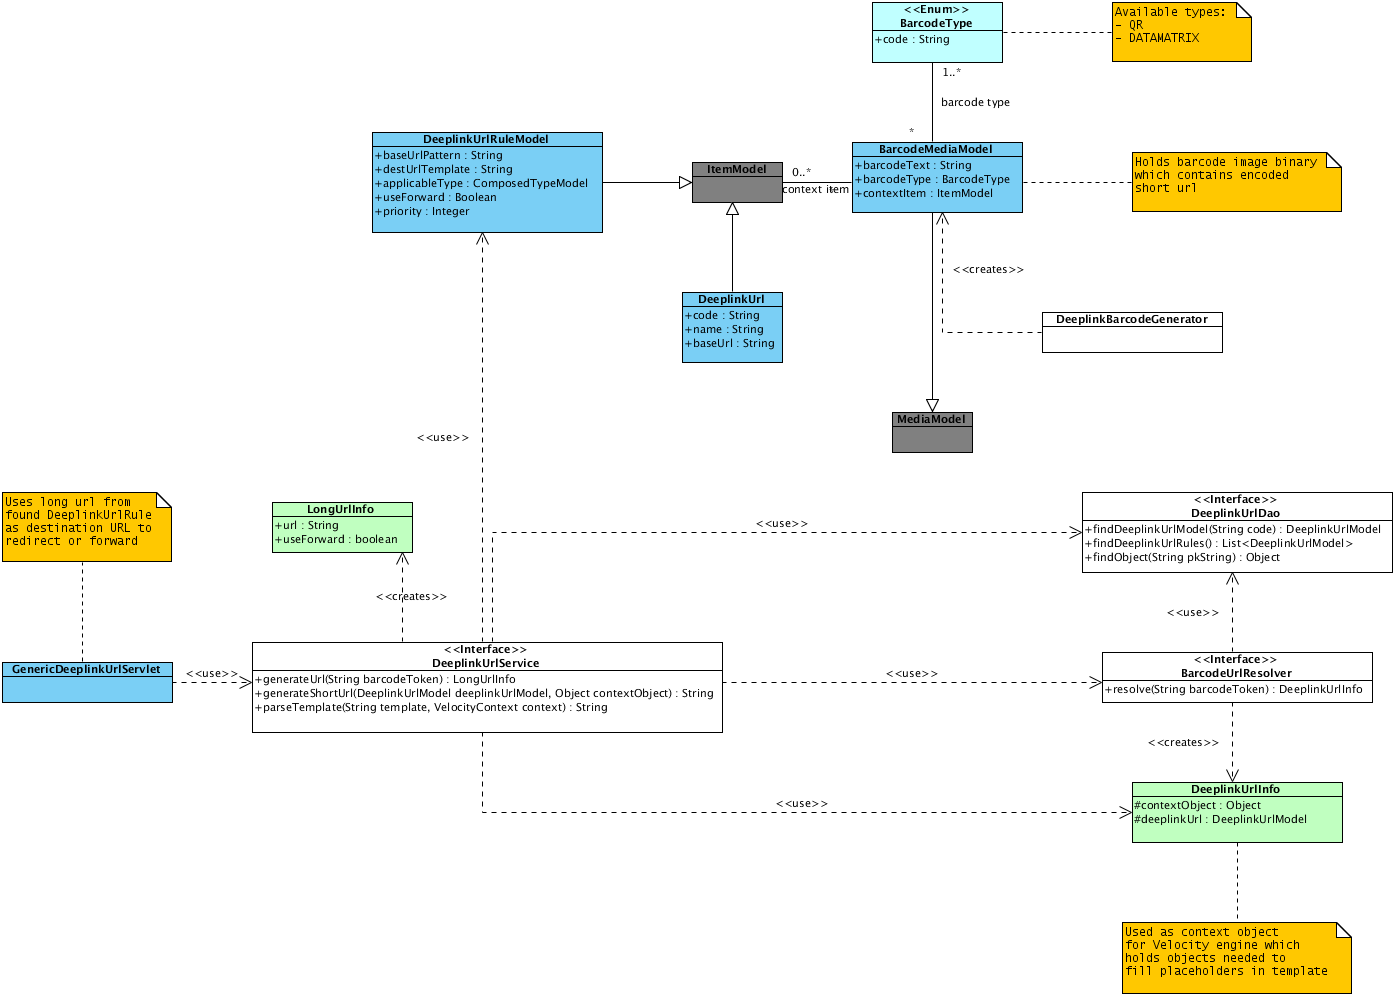 <<Enum>>
BarcodeType
+code : String
Available types:
- QR
- DATAMATRIX
1..*
barcode type
*
DeeplinkUrlRuleModel
+baseUrlPattern : String
+destUrlTemplate : String
+applicableType : ComposedTypeModel
+useForward : Boolean
+priority : Integer
ItemModel
0..*
context item
*
BarcodeMediaModel
+barcodeText : String
+barcodeType : BarcodeType
+contextItem : ItemModel
Holds barcode image binary
which contains encoded
short url
<<creates>>
DeeplinkUrl
+code : String
+name : String
+baseUrl : String
DeeplinkBarcodeGenerator
MediaModel
<<use>>
Uses long url from
found DeeplinkUrlRule
as destination URL to
redirect or forward
LongUrlInfo
+url : String
+useForward : boolean
<<use>>
<<Interface>>
DeeplinkUrlDao
+findDeeplinkUrlModel(String code) : DeeplinkUrlModel
+findDeeplinkUrlRules() : List<DeeplinkUrlModel>
+findObject(String pkString) : Object
<<creates>>
<<use>>
GenericDeeplinkUrlServlet
<<use>>
<<Interface>>
DeeplinkUrlService
+generateUrl(String barcodeToken) : LongUrlInfo
+generateShortUrl(DeeplinkUrlModel deeplinkUrlModel, Object contextObject) : String
+parseTemplate(String template, VelocityContext context) : String
<<use>>
<<Interface>>
BarcodeUrlResolver
+resolve(String barcodeToken) : DeeplinkUrlInfo
<<creates>>
<<use>>
DeeplinkUrlInfo
#contextObject : Object
#deeplinkUrl : DeeplinkUrlModel
Used as context object
for Velocity engine which
holds objects needed to
fill placeholders in template